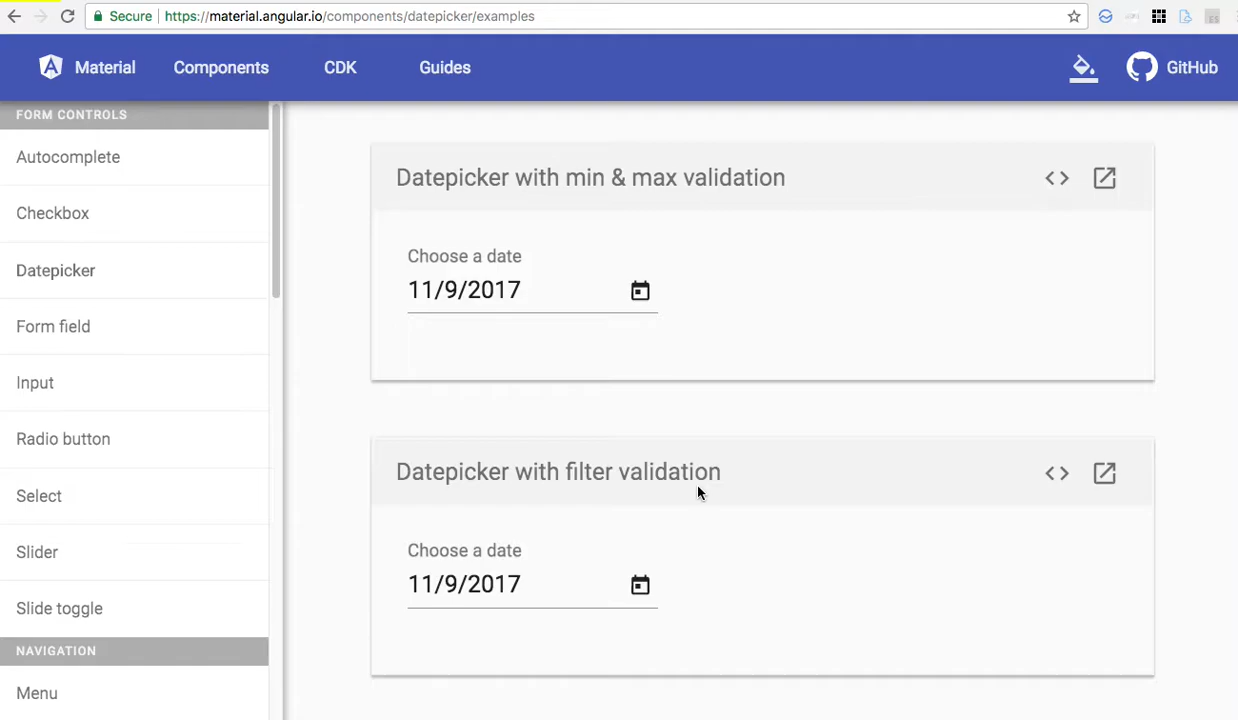 Secure https://material.angular.io/components/datepicker/examples
Material Components CDK Guides GitHub
FORM CONTROLS
Autocomplete
Checkbox
Datepicker
Form field
Input
Radio button
Select
Slider
Slide toggle
NAVIGATION
Menu
Datepicker with min & max validation
Choose a date
11/9/2017
Datepicker with filter validation
Choose a date
11/9/2017